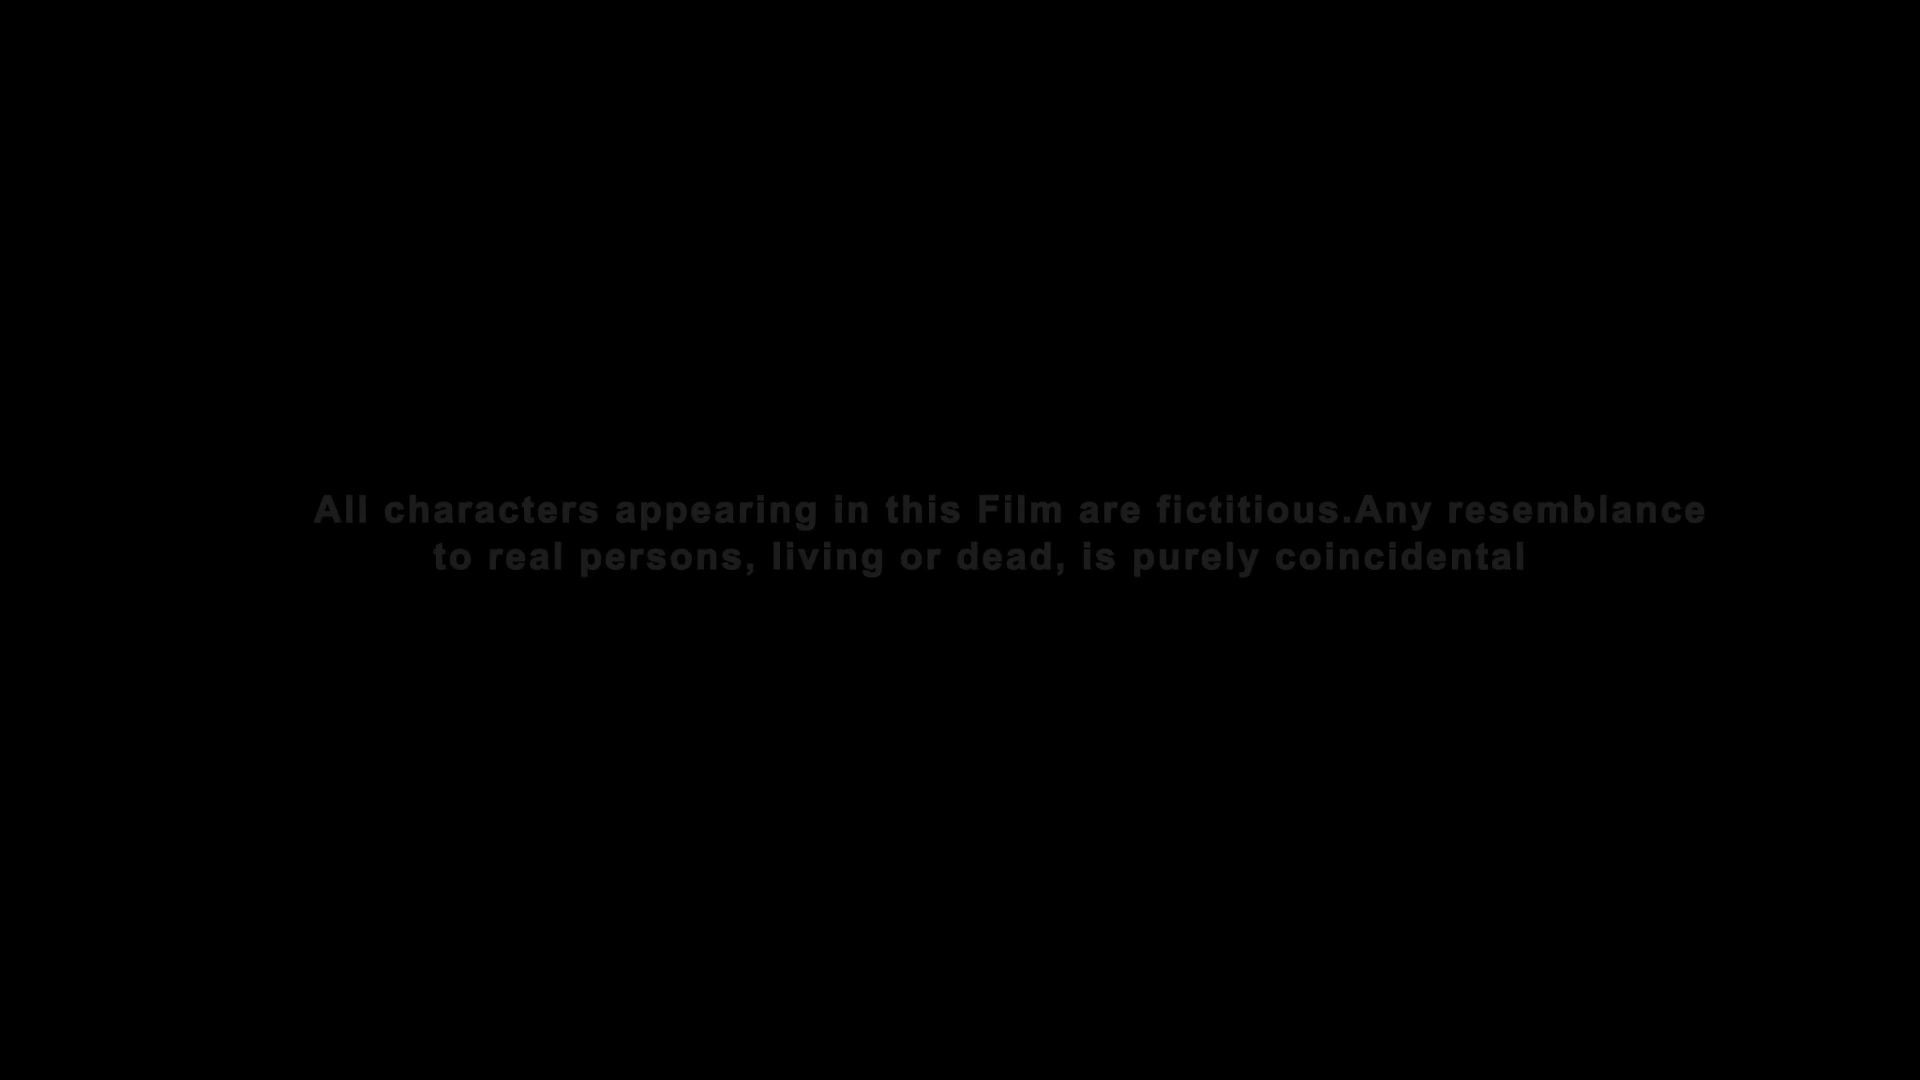 All characters appearing in this Film are fictitious.Any resemblance
to real persons, living or dead, is purely coincidental